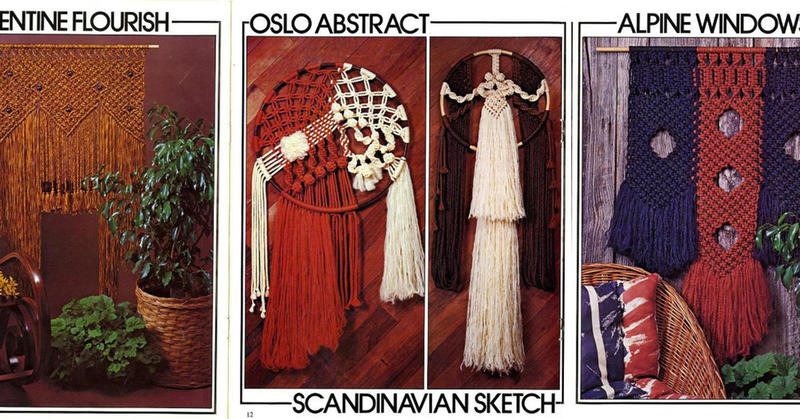 ENTINE FLOURISH
OSLO ABSTRACT
ALPINE WINDOWS
SCANDINAVIAN SKETCH
12